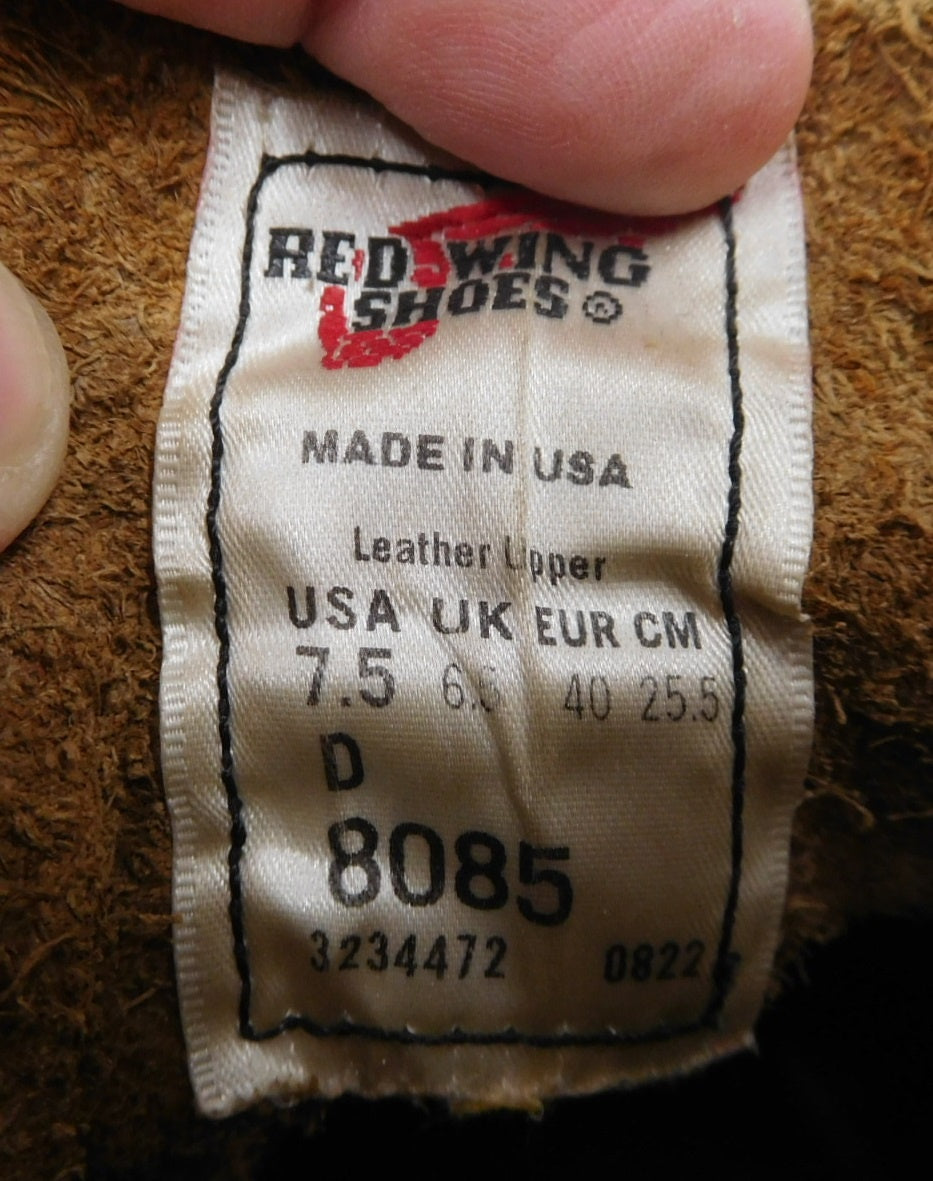 RED WING
SHOES ®
MADE IN USA
Leather Upper
USA UK EUR CM
7.5 6.5 40 25.5
D
8085
3234472 0822